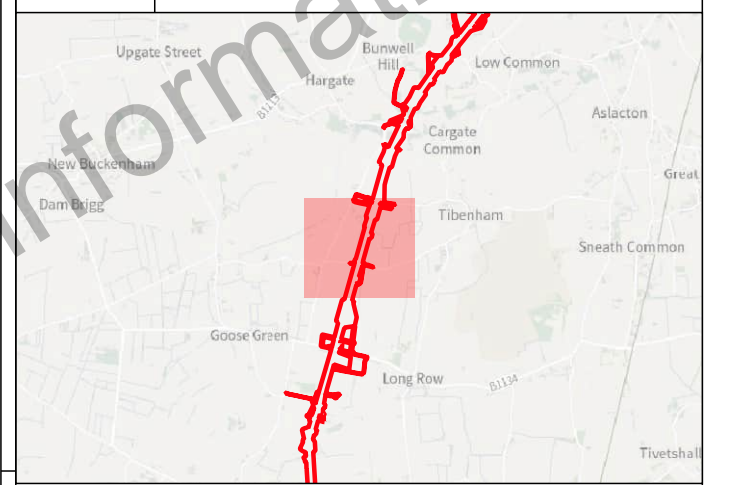 Upgate Street
Bunwell
Hill
Low Common
Hargate
B1113
Aslacton
Cargate
Common
informati
New Buckenham
Great
Dam Brigg
Tibenham
Sneath Common
Goose Green
Long Row
B1134
Tivetshall